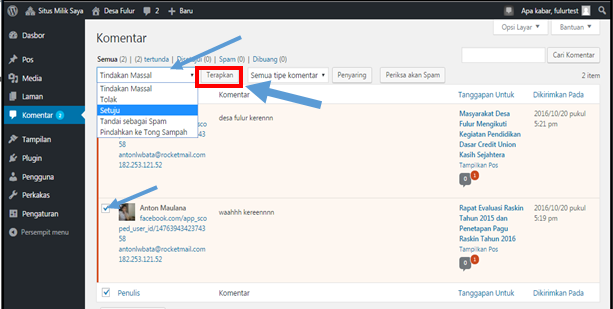 Situs Milik Saya Desa Fulur 2 Baru Apa kabar, fulurtest
Opsi Layar Bantuan
Dasbor
Pos
Media
Laman
Komentar 2
Tampilan
Plugin
Pengguna
Perkakas
Pengaturan
Persempit menu
Komentar
Semua (2) | (2) tertunda | (0) | Spam (0) | Dibuang (0)
Cari Komentar
Tindakan Massal Terapkan Semua tipe komentar Penyaring Periksa akan Spam 2 item
Tindakan Massal
Tolak
Setuju
Tandai sebagai Spam
Pindahkan ke Tong Sampah
Komentar Tanggapan Untuk Dikirimkan Pada
58
antonlwbata@rocketmail.com
182.253.121.52
desa fulur kerennn
Masyarakat Desa
Fulur Mengikuti
Kegiatan Pendidikan
Dasar Credit Union
Kasih Sejahtera
Tampilkan Pos
0 1
2016/10/20 pukul
5:21 pm
Anton Maulana
facebook.com/app_sco
ped_user_id/14763943423743
58
antonlwbata@rocketmail.com
182.253.121.52
waahhh kereennnn
Rapat Evaluasi Raskin
Tahun 2015 dan
Penetapan Pagu
Raskin Tahun 2016
Tampilkan Pos
0 1
2016/10/20 pukul
5:19 pm
Penulis Komentar Tanggapan Untuk Dikirimkan Pada